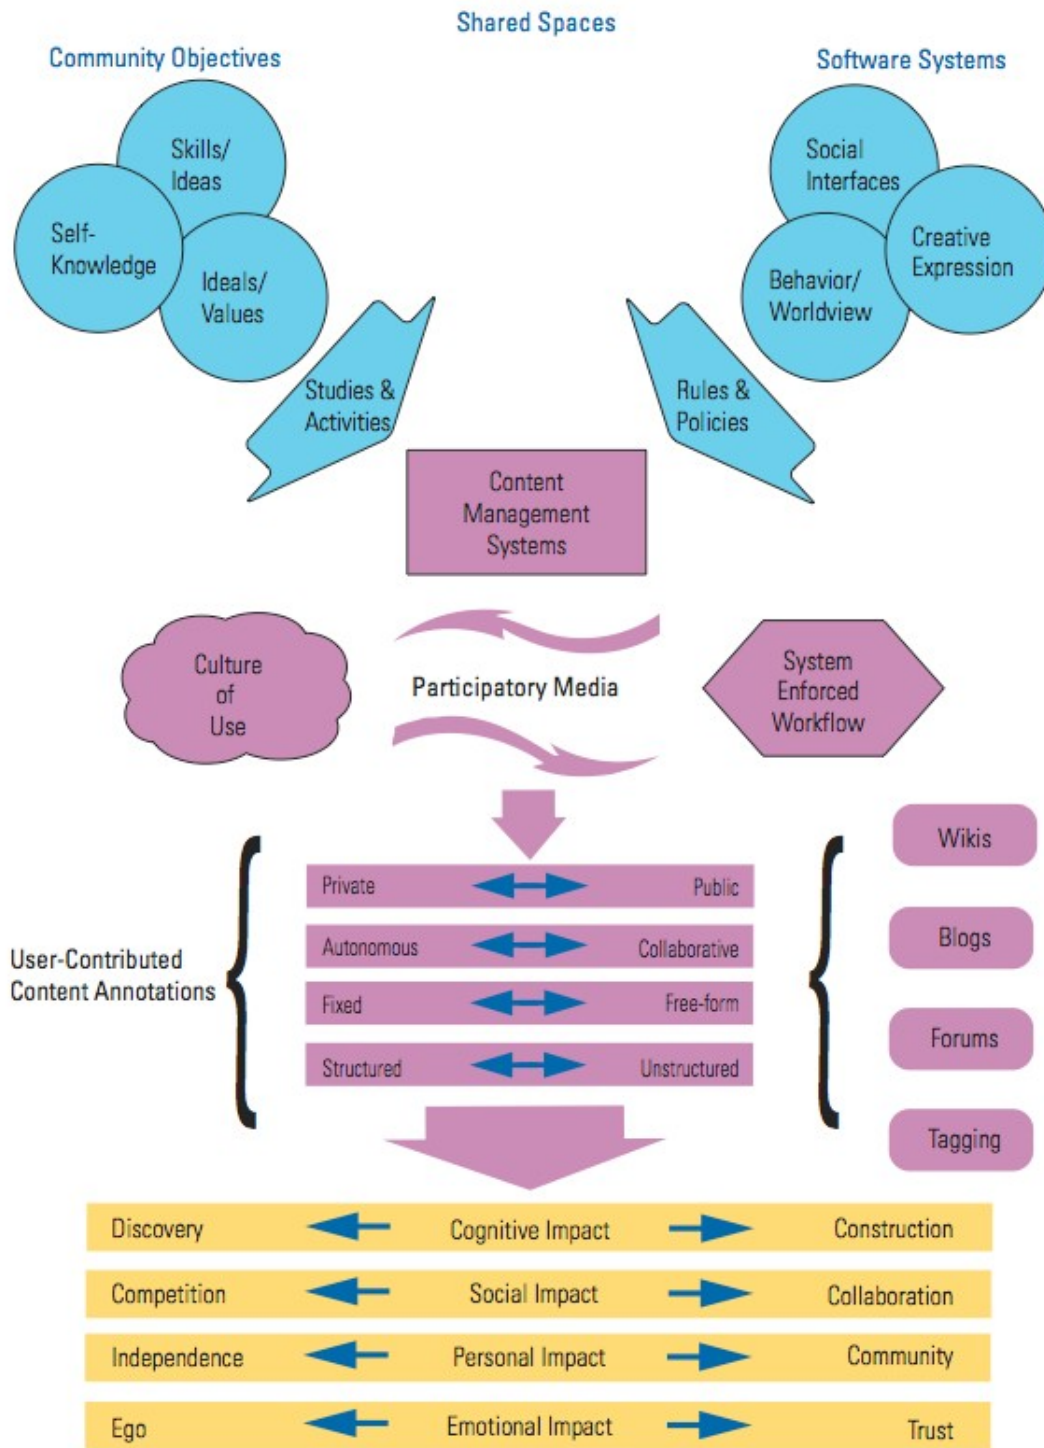 Shared Spaces
Community Objectives
Software Systems
Skills/
Ideas
Self-
Knowledge
Ideals/
Values
Social
Interfaces
Creative
Expression
Behavior/
Worldview
Studies &
Activities
Rules &
Policies
Content
Management
Systems
Culture
of
Use
Participatory Media
System
Enforced
Workflow
User-Contributed
Content Annotations
Private Public
Autonomous Collaborative
Fixed Free-form
Structured Unstructured
Wikis
Blogs
Forums
Tagging
Discovery Cognitive Impact Construction
Competition Social Impact Collaboration
Independence Personal Impact Community
Ego Emotional Impact Trust